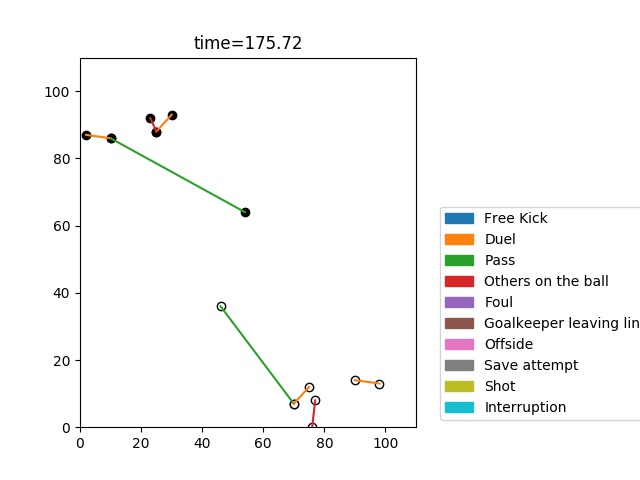 time=175.72
100
80
60
40
20
0
0 20 40 60 80 100
Free Kick
Duel
Pass
Others on the ball
Foul
Goalkeeper leaving lin
Offside
Save attempt
Shot
Interruption